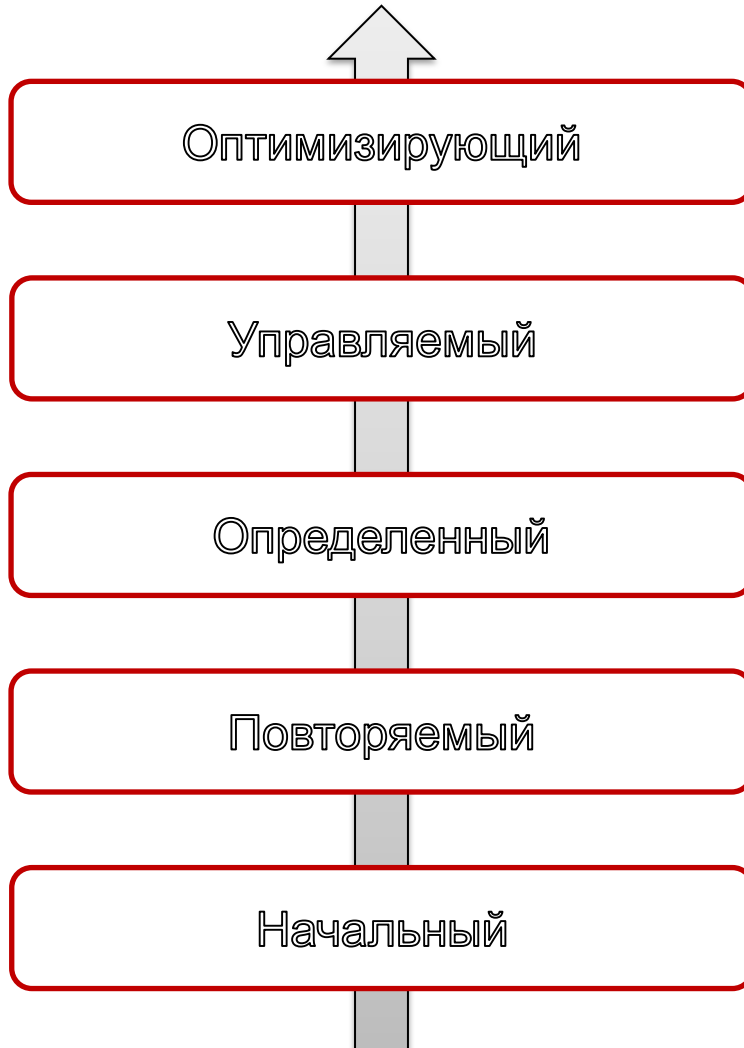 Оптимизирующий
Управляемый
Определенный
Повторяемый
Начальный